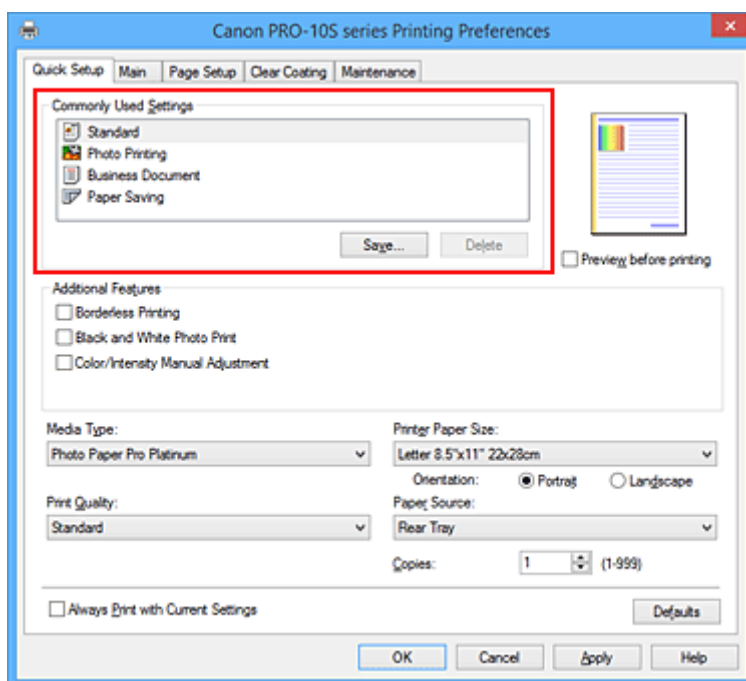 Canon PRO-10S series Printing Preferences
Quick Setup Main Page Setup Clear Coating Maintenance
Commonly Used Settings
Standard
Photo Printing
Business Document
Paper Saving
Save... Delete
Preview before printing
Additional Features
Borderless Printing
Black and White Photo Print
Color/Intensity Manual Adjustment
Media Type:
Photo Paper Pro Platinum
Printer Paper Size:
Letter 8.5"x11" 22x28cm
Orientation: Portrait Landscape
Print Quality:
Standard
Paper Source:
Rear Tray
Copies: 1 (1-999)
Always Print with Current Settings
Defaults
OK Cancel Apply Help